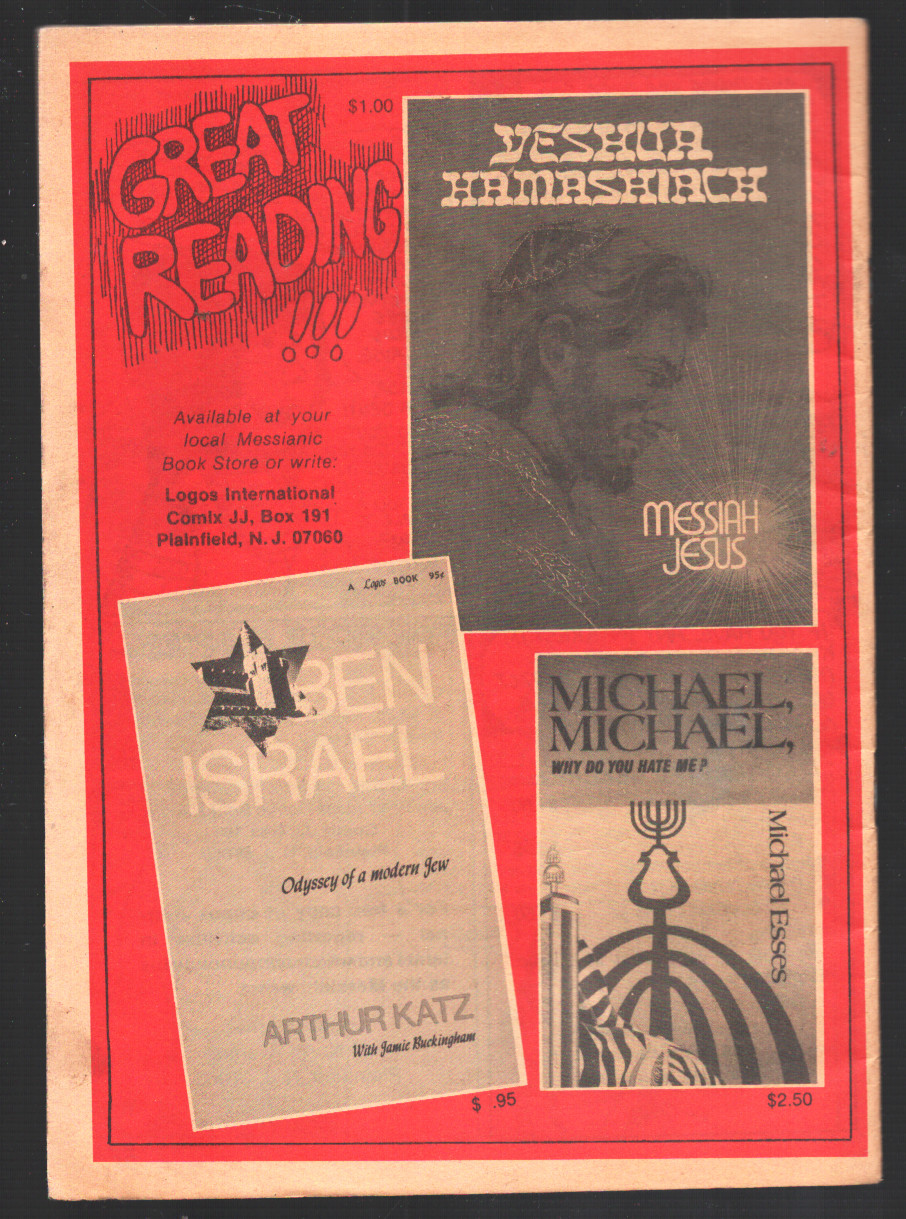 GREAT
READING
!!!
$1.00
YESHUA
HAMASHIACH
MESSIAH
JESUS
Available at your
local Messianic
Book Store or write:
Logos International
Comix JJ, Box 191
Plainfield, N.J. 07060
A Logos BOOK 95¢
BEN
ISRAEL
Odyssey of a modern Jew
ARTHUR KATZ
With Jamie Buckingham
$ .95
MICHAEL,
MICHAEL,
WHY DO YOU HATE ME?
Michael Esses
$2.50